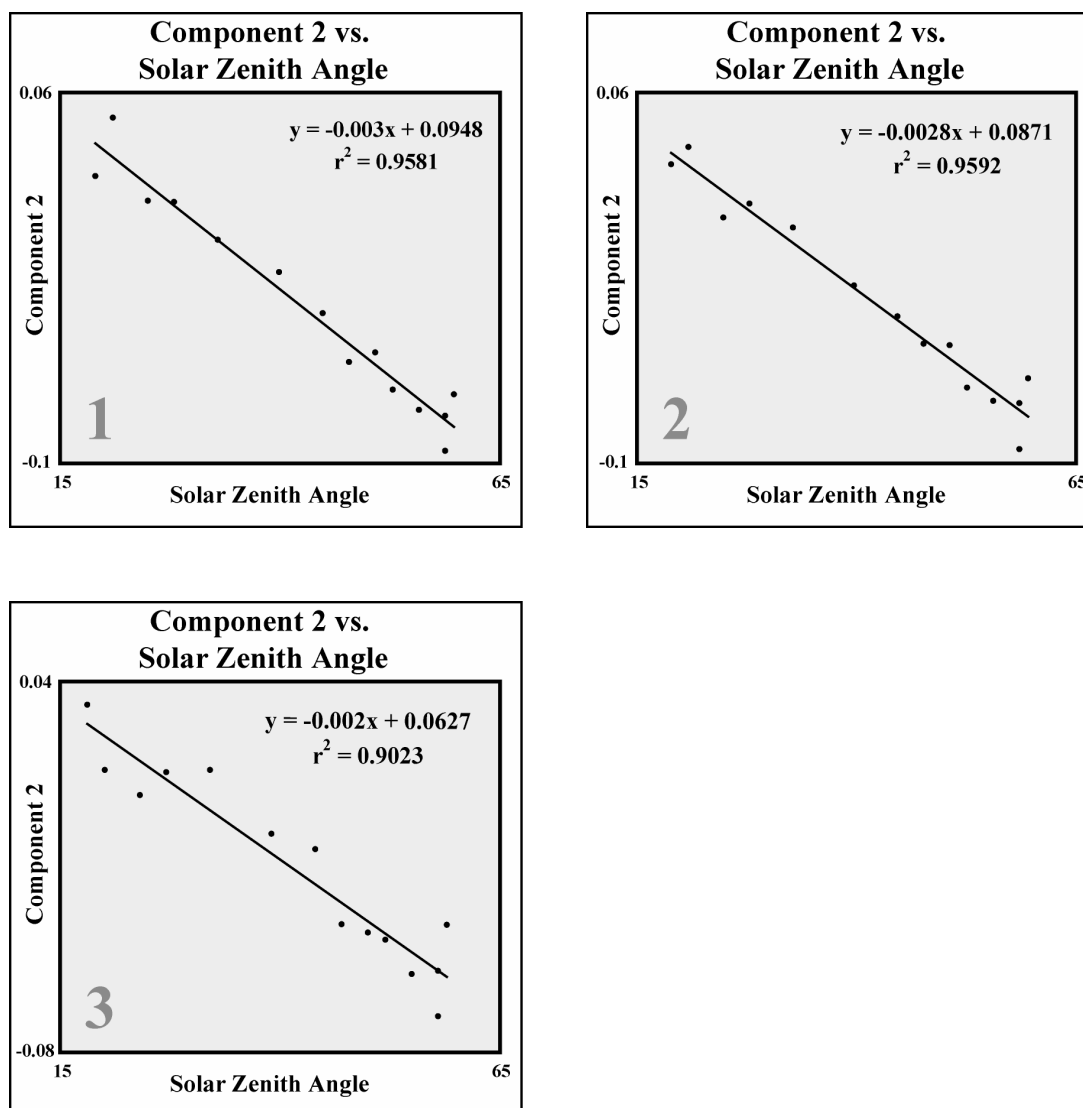 Component 2 vs.
Solar Zenith Angle
0.06
y = -0.003x + 0.0948
r² = 0.9581
Component 2
1
-0.1
15
65
Solar Zenith Angle
Component 2 vs.
Solar Zenith Angle
0.06
y = -0.0028x + 0.0871
r² = 0.9592
Component 2
2
-0.1
15
65
Solar Zenith Angle
Component 2 vs.
Solar Zenith Angle
0.04
y = -0.002x + 0.0627
r² = 0.9023
Component 2
3
-0.08
15
65
Solar Zenith Angle